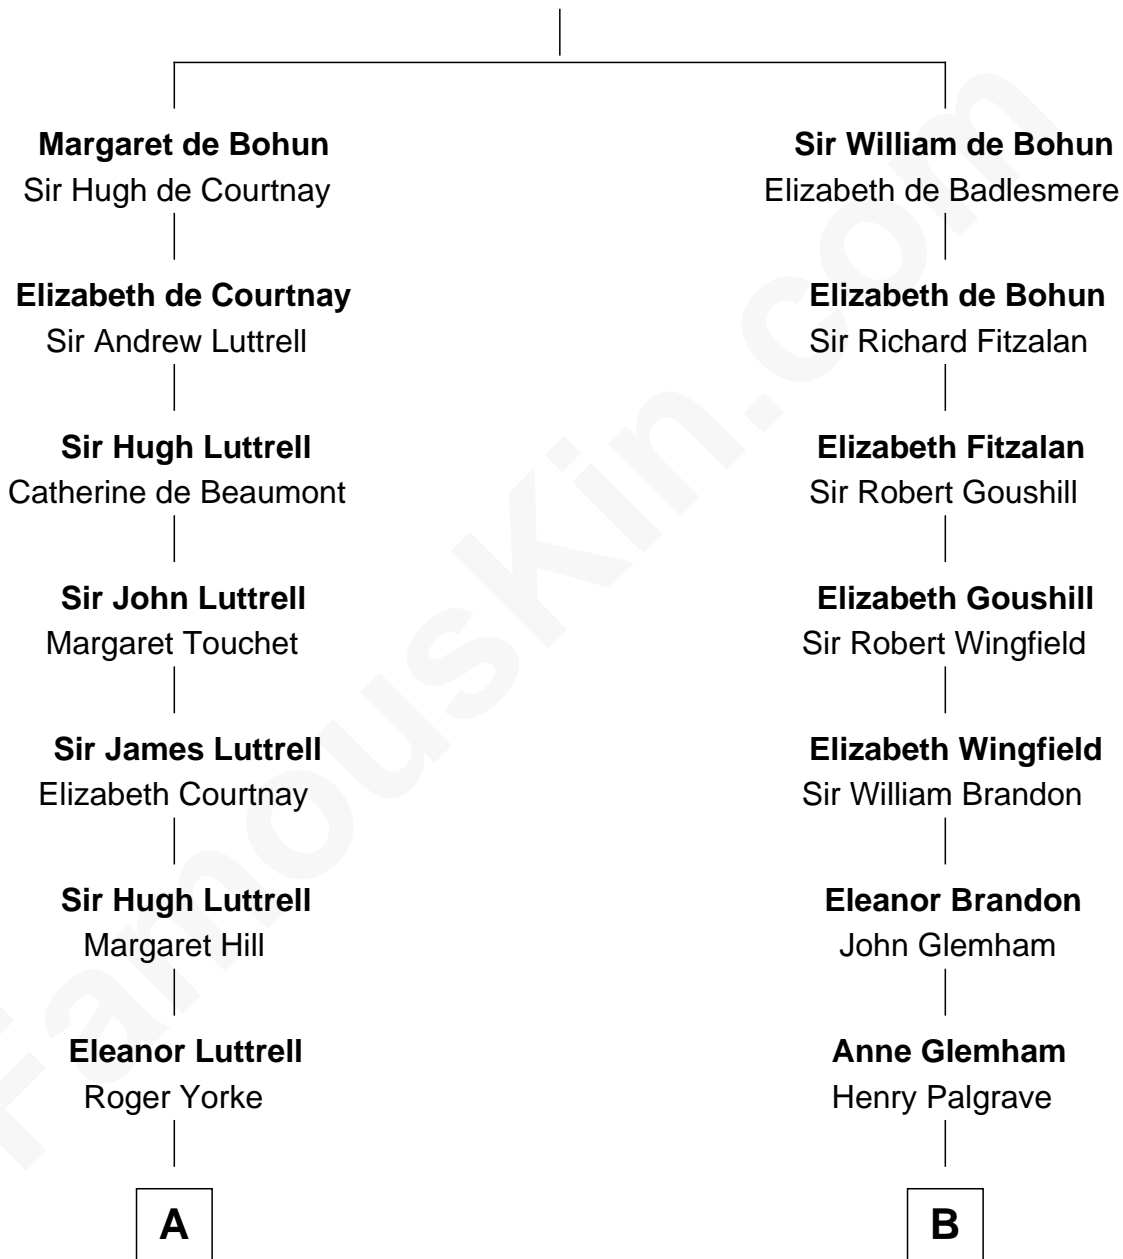 Margaret de Bohun
Sir Hugh de Courtnay
Elizabeth de Courtnay
Sir Andrew Luttrell
Sir Hugh Luttrell
Catherine de Beaumont
Sir John Luttrell
Margaret Touchet
Sir James Luttrell
Elizabeth Courtnay
Sir Hugh Luttrell
Margaret Hill
Eleanor Luttrell
Roger Yorke
A
Sir William de Bohun
Elizabeth de Badlesmere
Elizabeth de Bohun
Sir Richard Fitzalan
Elizabeth Fitzalan
Sir Robert Goushill
Elizabeth Goushill
Sir Robert Wingfield
Elizabeth Wingfield
Sir William Brandon
Eleanor Brandon
John Glemham
Anne Glemham
Henry Palgrave
B
FamousKin.com